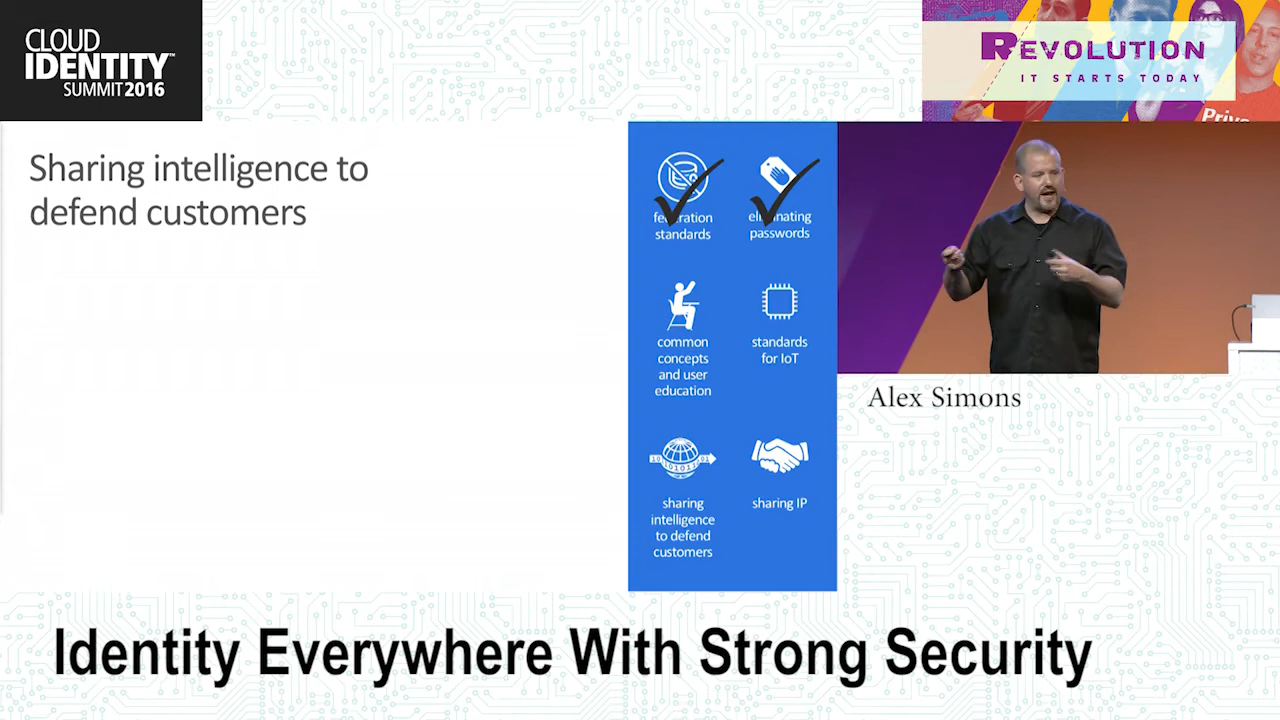 CLOUD
IDENTITY™
SUMMIT 2016
REVOLUTION
IT STARTS TODAY
Sharing intelligence to
defend customers
federation
standards
eliminating
passwords
common
concepts
and user
education
standards
for IoT
sharing
intelligence
to defend
customers
sharing IP
Alex Simons
Identity Everywhere With Strong Security